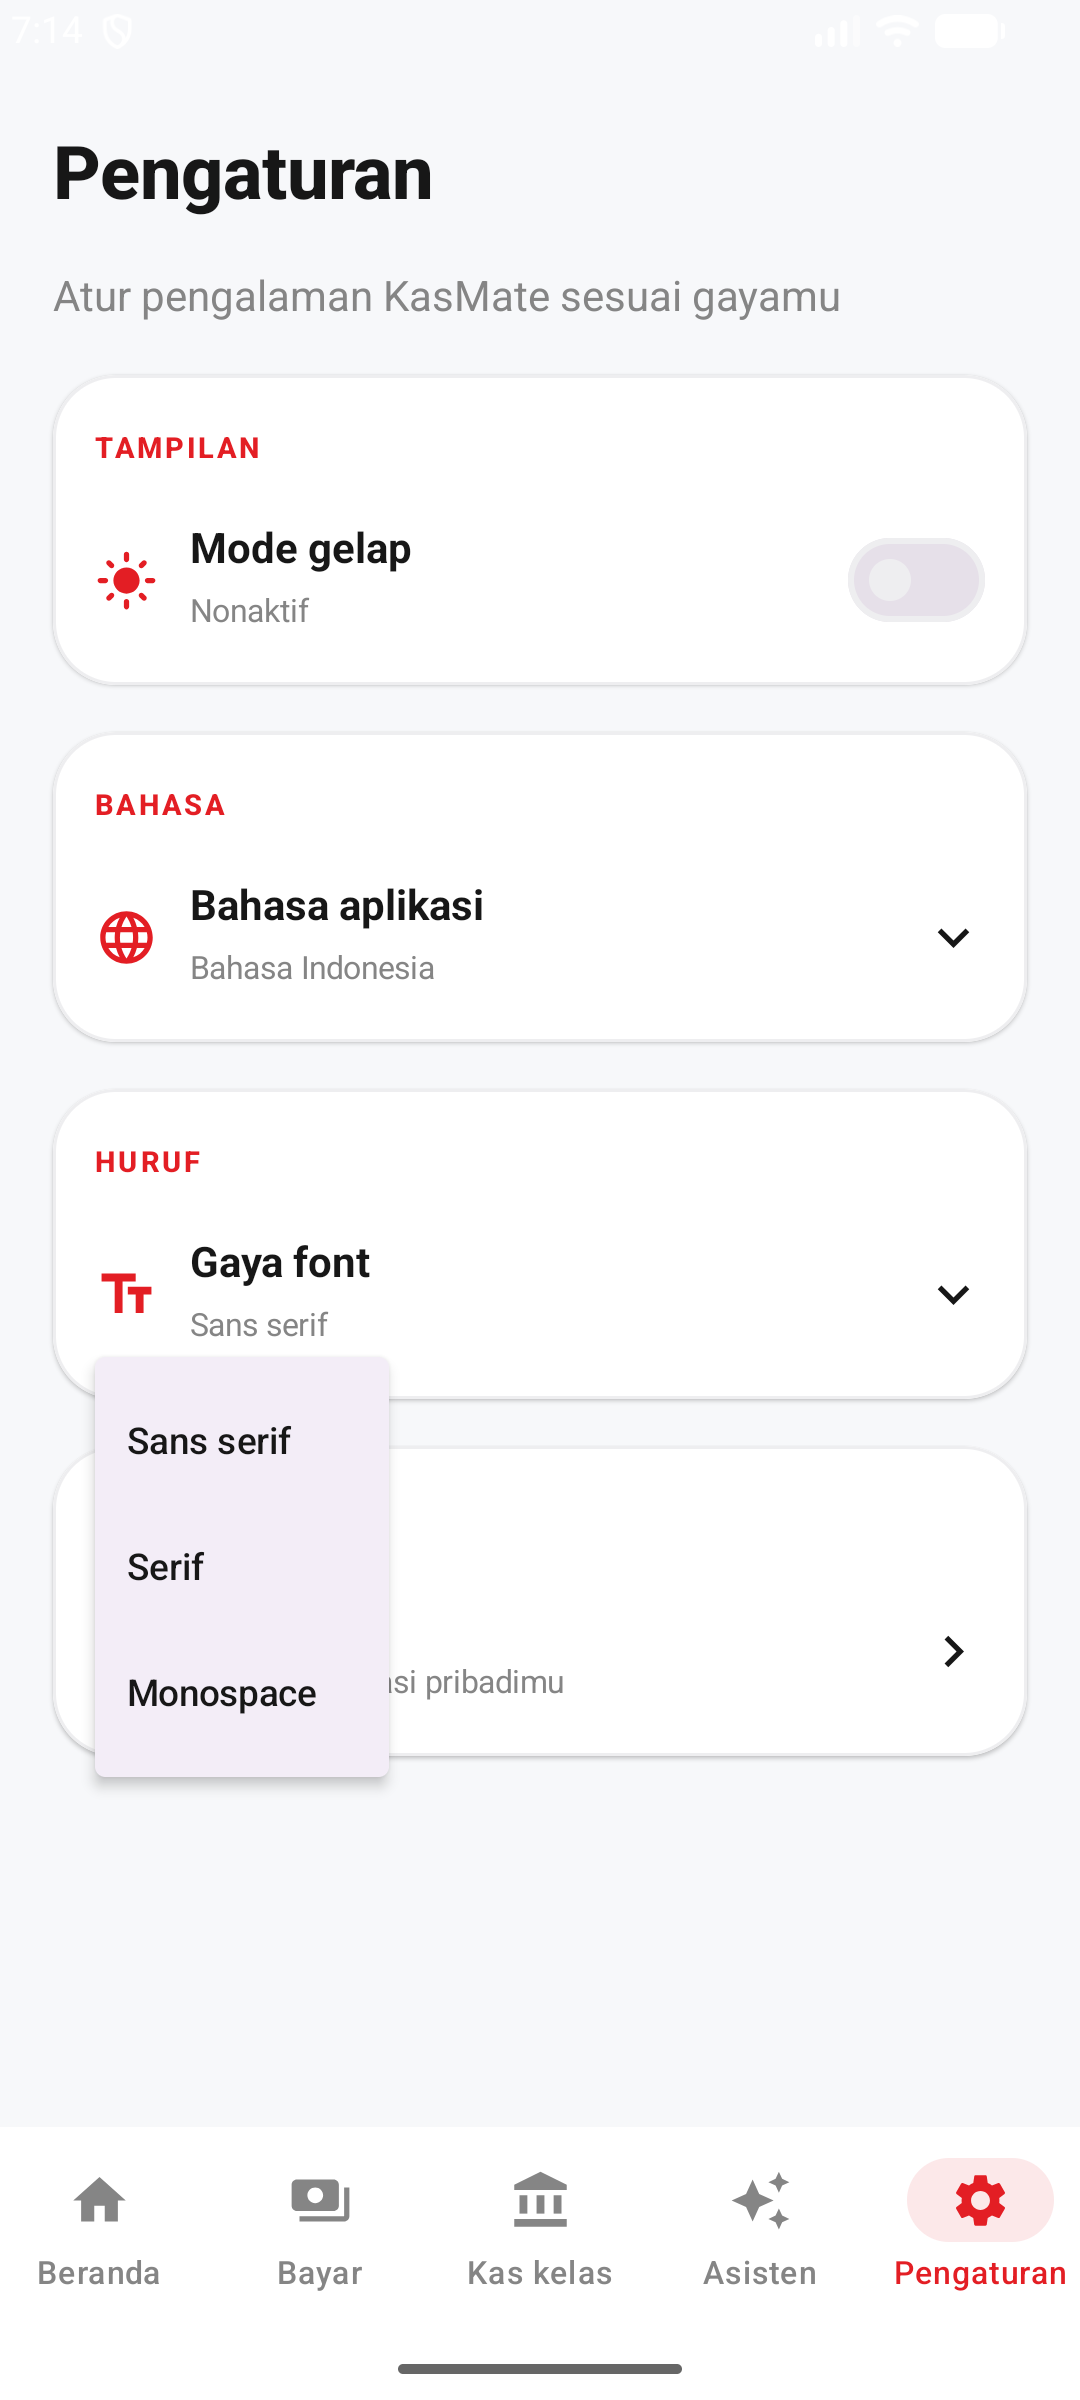 7:14
Pengaturan
Atur pengalaman KasMate sesuai gayamu
TAMPILAN
Mode gelap
Nonaktif
BAHASA
Bahasa aplikasi
Bahasa Indonesia
HURUF
Gaya font
Sans serif
Sans serif
Serif
Monospace
pribadimu
Beranda
Bayar
Kas kelas
Asisten
Pengaturan